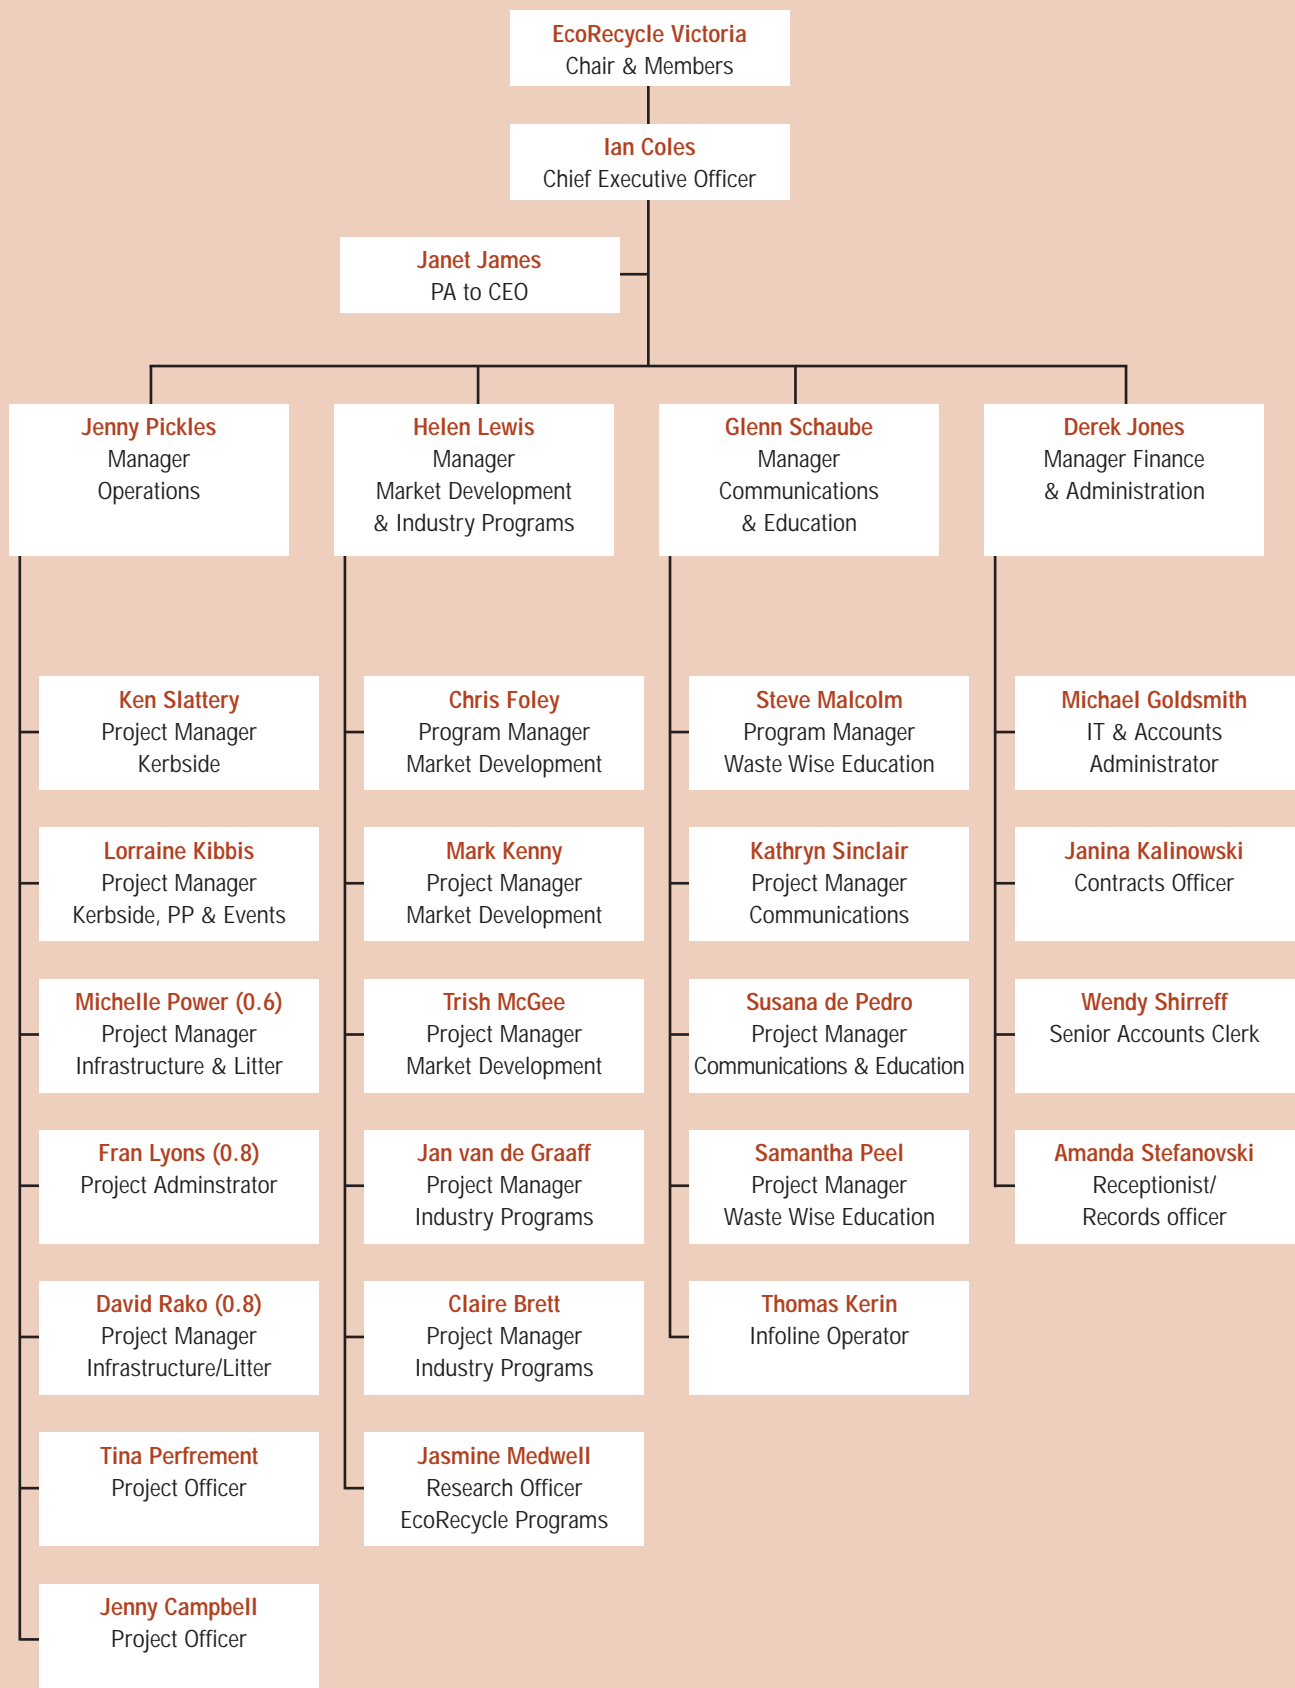 EcoRecycle Victoria
Chair & Members
Ian Coles
Chief Executive Officer
Janet James
PA to CEO
Jenny Pickles
Manager
Operations
Helen Lewis
Manager
Market Development
& Industry Programs
Glenn Schaube
Manager
Communications
& Education
Derek Jones
Manager Finance
& Administration
Ken Slattery
Project Manager
Kerbside
Lorraine Kibbis
Project Manager
Kerbside, PP & Events
Michelle Power (0.6)
Project Manager
Infrastructure & Litter
Fran Lyons (0.8)
Project Adminstrator
David Rako (0.8)
Project Manager
Infrastructure/Litter
Tina Perfrement
Project Officer
Jenny Campbell
Project Officer
Chris Foley
Program Manager
Market Development
Mark Kenny
Project Manager
Market Development
Trish McGee
Project Manager
Market Development
Jan van de Graaff
Project Manager
Industry Programs
Claire Brett
Project Manager
Industry Programs
Jasmine Medwell
Research Officer
EcoRecycle Programs
Steve Malcolm
Program Manager
Waste Wise Education
Kathryn Sinclair
Project Manager
Communications
Susana de Pedro
Project Manager
Communications & Education
Samantha Peel
Project Manager
Waste Wise Education
Thomas Kerin
Infoline Operator
Michael Goldsmith
IT & Accounts
Administrator
Janina Kalinowski
Contracts Officer
Wendy Shirreff
Senior Accounts Clerk
Amanda Stefanovski
Receptionist/
Records officer